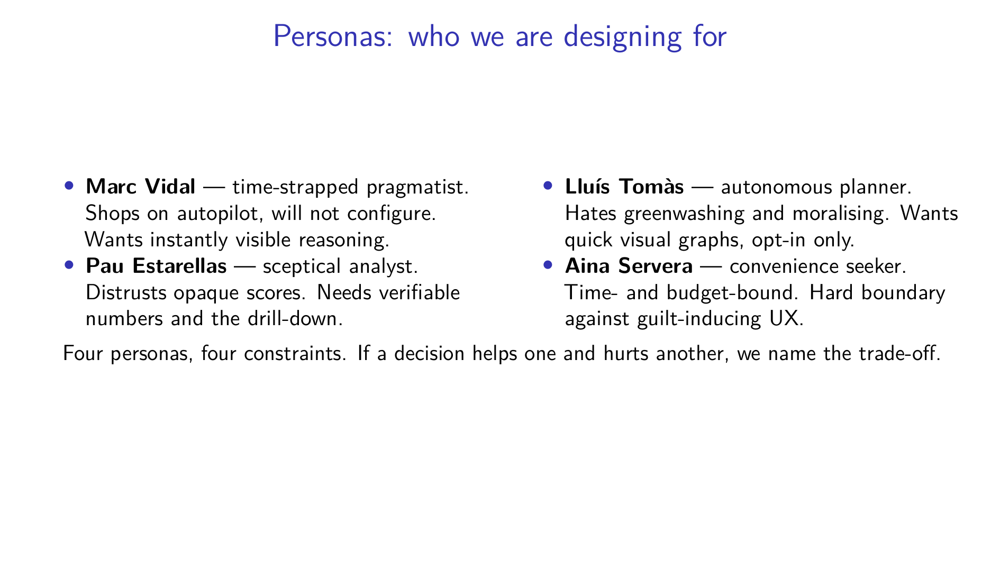 Personas: who we are designing for
• Marc Vidal — time-strapped pragmatist.
Shops on autopilot, will not configure.
Wants instantly visible reasoning.
• Pau Estarellas — sceptical analyst.
Distrusts opaque scores. Needs verifiable
numbers and the drill-down.
• Lluís Tomàs — autonomous planner.
Hates greenwashing and moralising. Wants
quick visual graphs, opt-in only.
• Aina Servera — convenience seeker.
Time- and budget-bound. Hard boundary
against guilt-inducing UX.
Four personas, four constraints. If a decision helps one and hurts another, we name the trade-off.